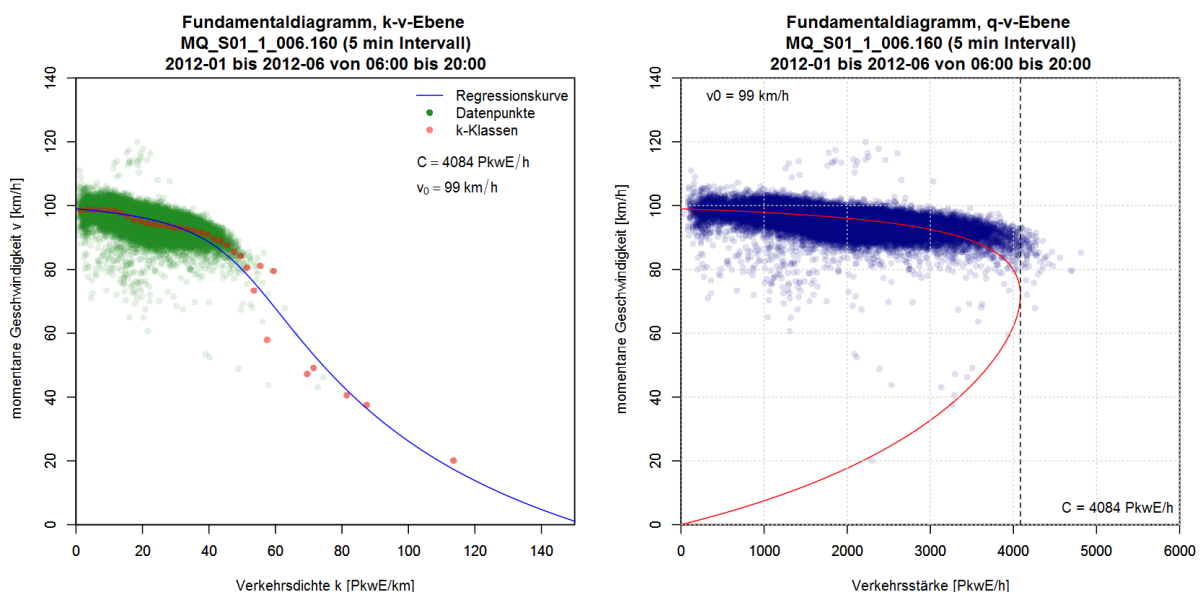 Fundamentaldiagramm, k-v-Ebene
MQ_S01_1_006.160 (5 min Intervall)
2012-01 bis 2012-06 von 06:00 bis 20:00
momentane Geschwindigkeit v [km/h]
140
120
100
80
60
40
20
0
Regressionskurve
Datenpunkte
k-Klassen
C = 4084 PkwE/h
v0 = 99 km/h
0 20 40 60 80 100 120 140
Verkehrsdichte k [PkwE/km]
Fundamentaldiagramm, q-v-Ebene
MQ_S01_1_006.160 (5 min Intervall)
2012-01 bis 2012-06 von 06:00 bis 20:00
momentane Geschwindigkeit [km/h]
140
120
100
80
60
40
20
0
v0 = 99 km/h
C = 4084 PkwE/h
0 1000 2000 3000 4000 5000 6000
Verkehrsstärke [PkwE/h]